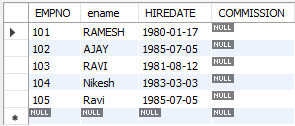 EMPNO ename HIREDATE COMMISSION
101 RAMESH 1980-01-17 NULL
102 AJAY 1985-07-05 NULL
103 RAVI 1981-08-12 NULL
104 Nikesh 1983-03-03 NULL
105 Ravi 1985-07-05 NULL
NULL NULL NULL NULL